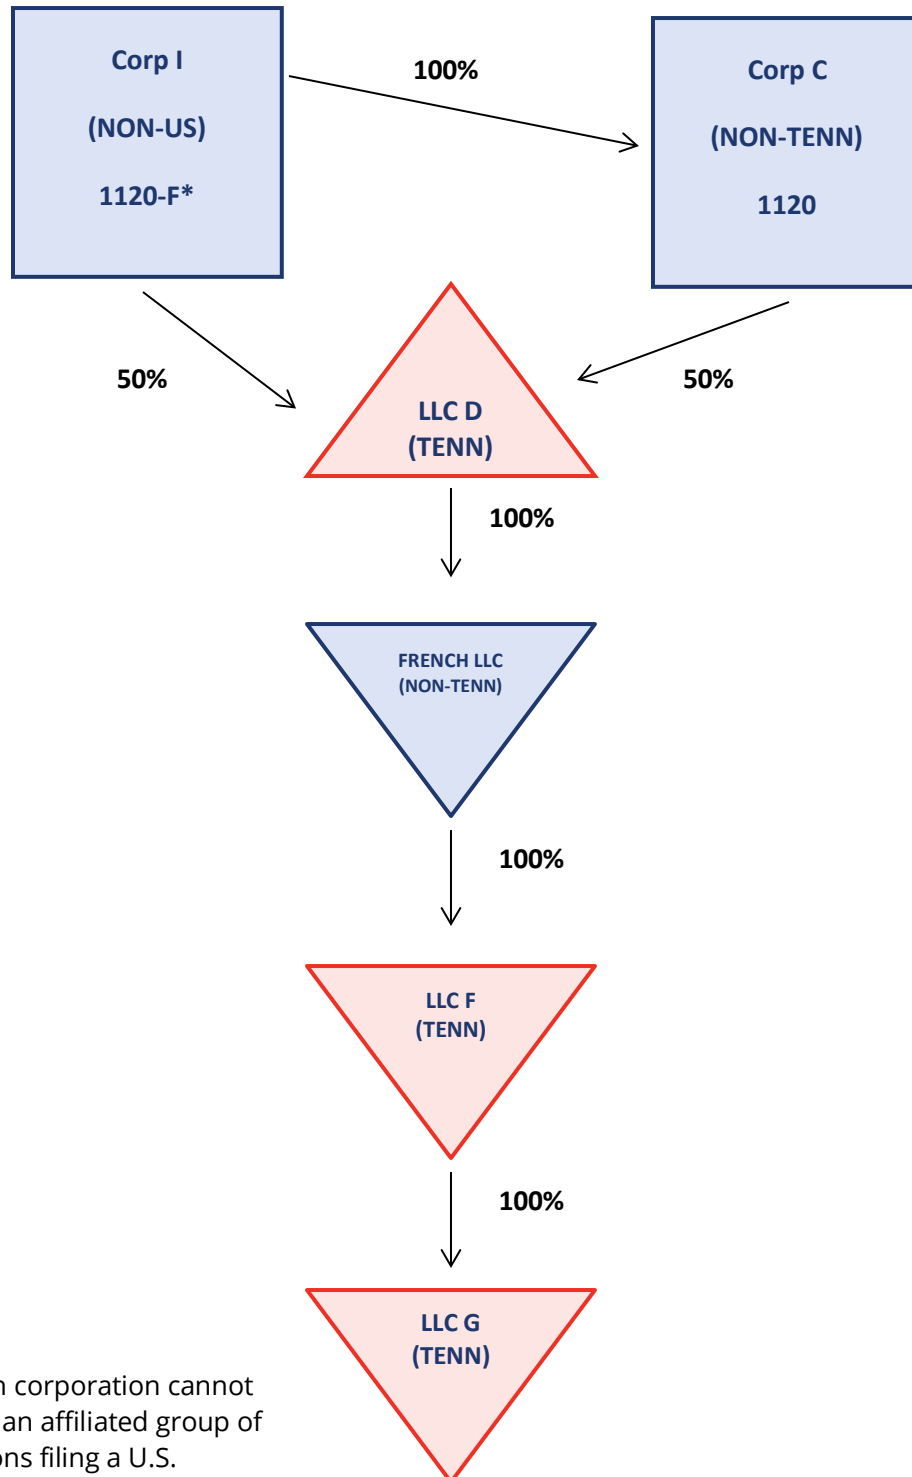 Corp I
(NON-US)
1120-F*
100%
Corp C
(NON-TENN)
1120
50%
50%
LLC D
(TENN)
100%
FRENCH LLC
(NON-TENN)
100%
LLC F
(TENN)
100%
LLC G
(TENN)
corporation cannot
an affiliated group of
filing a U.S.